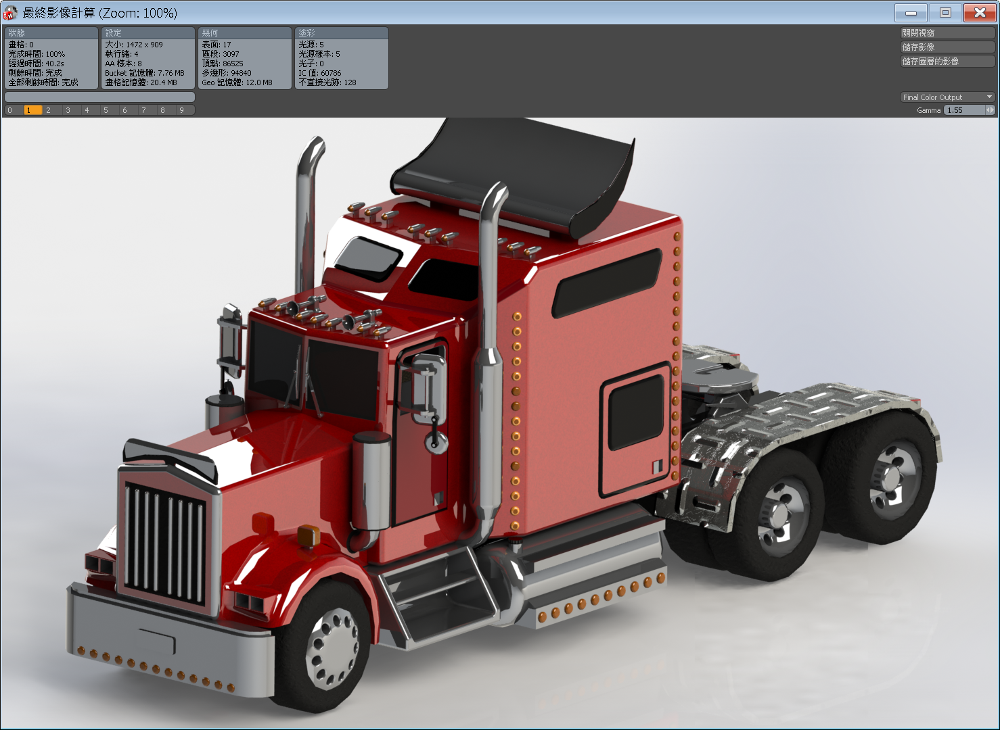 最終影像計算 (Zoom: 100%)
狀態
畫格: 0
完成時間: 100%
經過時間: 40.2s
剩餘時間: 完成
全部剩餘時間: 完成
設定
大小: 1472 x 909
執行緒: 4
AA 樣本: 8
Bucket 記憶體: 7.76 MB
畫格記憶體: 20.4 MB
幾何
表面: 17
區段: 3097
頂點: 86525
多邊形: 94840
Geo 記憶體: 12.0 MB
塗彩
光源: 5
光源樣本: 5
光子: 0
IC 值: 60786
不直接光跡: 128
關閉視窗
儲存影像
儲存圖層的影像
0 1 2 3 4 5 6 7 8 9
Final Color Output
Gamma 1.55